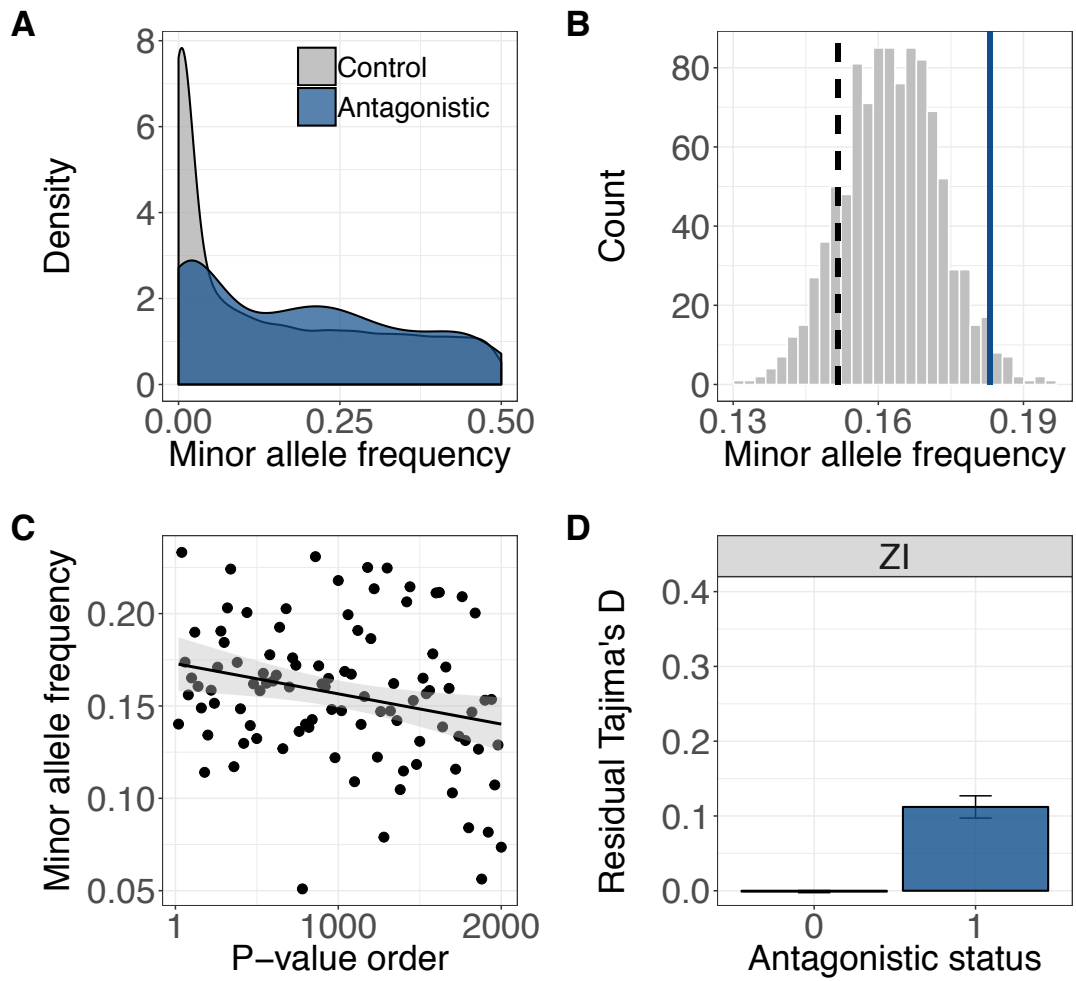 A
Density
8
6
4
2
0
Control
Antagonistic
0.00
0.25
0.50
Minor allele frequency
B
Count
80
60
40
20
0
0.13
0.16
0.19
Minor allele frequency
C
Minor allele frequency
0.20
0.15
0.10
0.05
1
1000
2000
P−value order
D
ZI
Residual Tajima's D
0.4
0.3
0.2
0.1
0.0
0
1
Antagonistic status